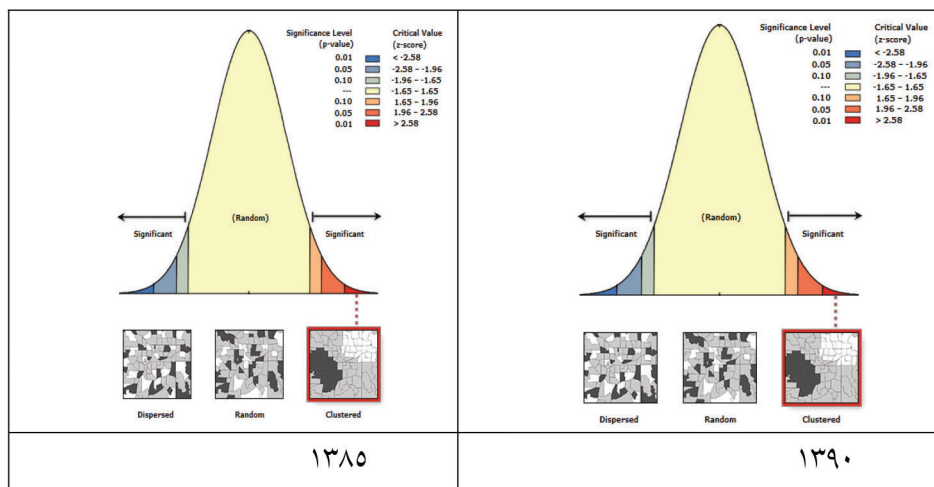 Significance Level (p-value) Critical Value (z-score)
0.01 < -2.58
0.05 -2.58 – -1.96
0.10 -1.96 – -1.65
--- -1.65 – 1.65
0.10 1.65 – 1.96
0.05 1.96 – 2.58
0.01 > 2.58
Significant (Random) Significant
Dispersed Random Clustered
۱۳۸۵
Significance Level (p-value) Critical Value (z-score)
0.01 < -2.58
0.05 -2.58 – -1.96
0.10 -1.96 – -1.65
--- -1.65 – 1.65
0.10 1.65 – 1.96
0.05 1.96 – 2.58
0.01 > 2.58
Significant (Random) Significant
Dispersed Random Clustered
۱۳۹۰